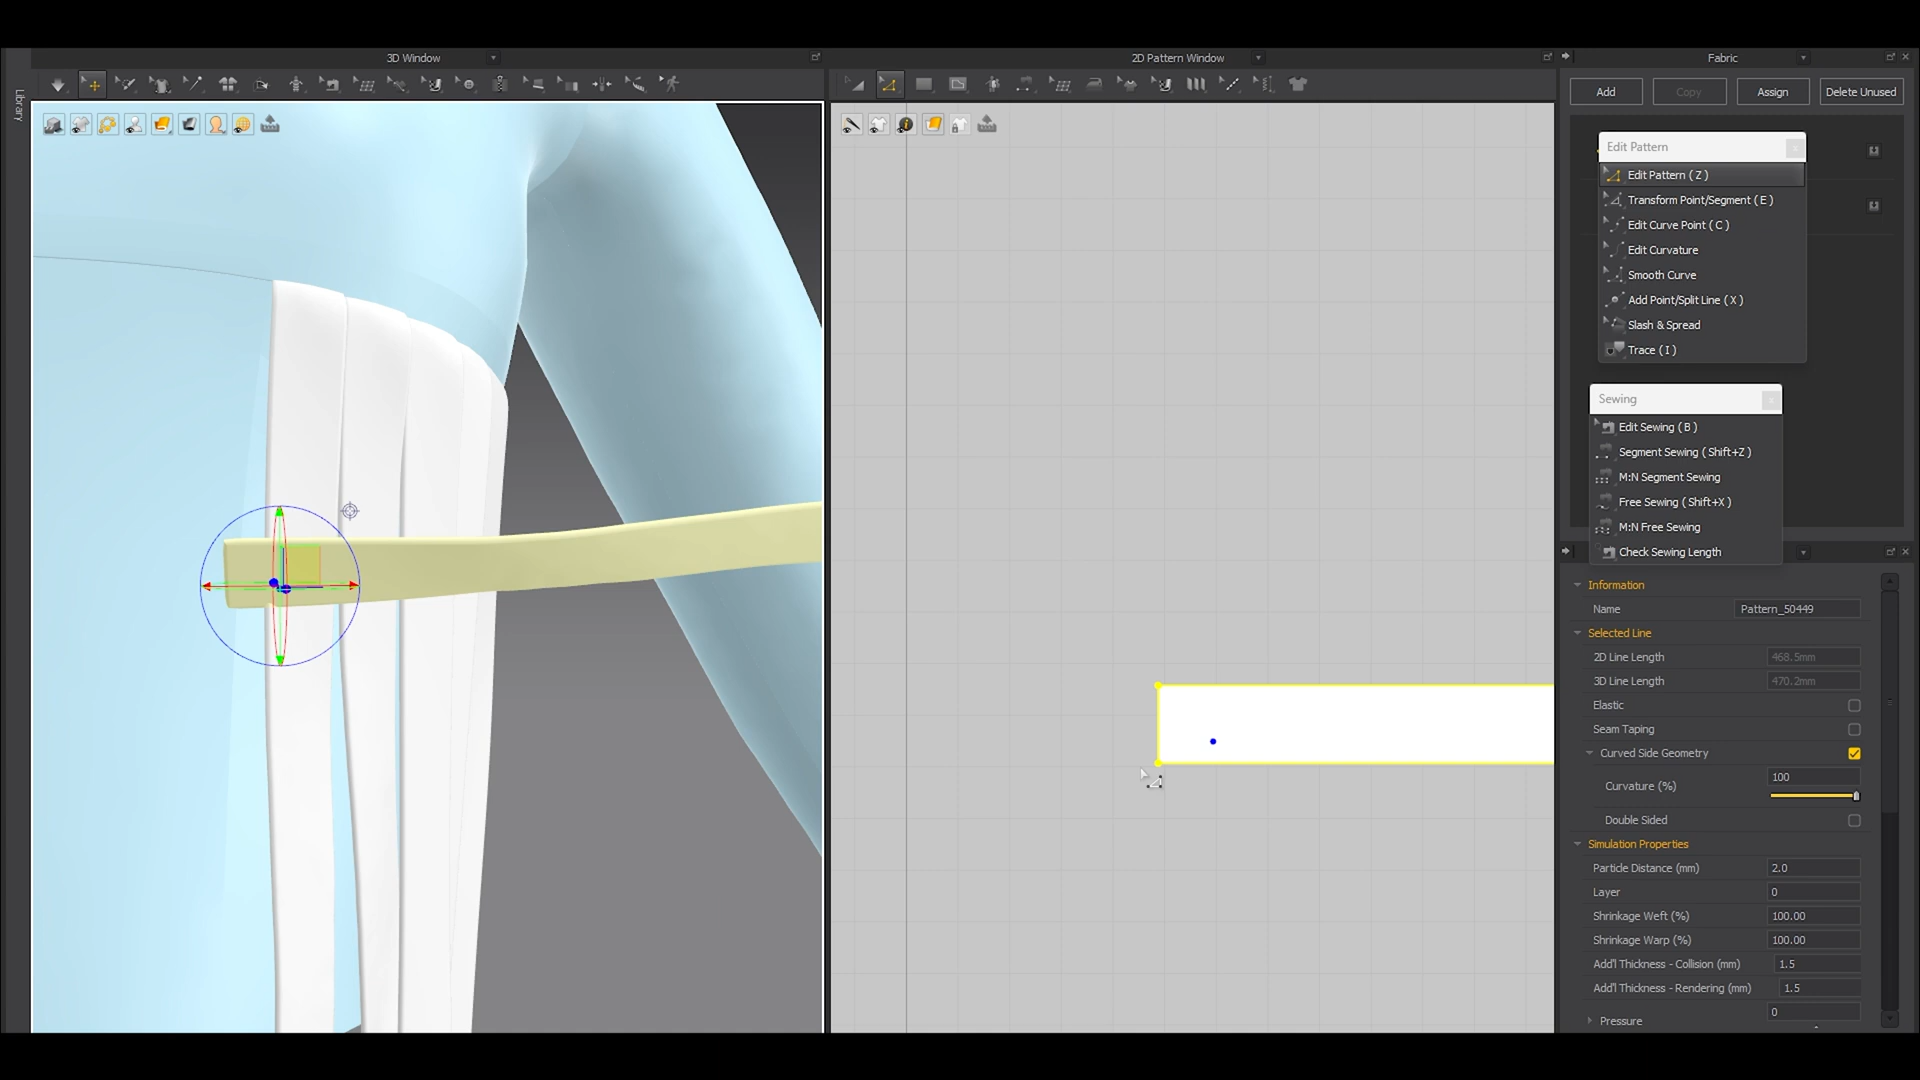 3D Window
2D Pattern Window
Fabric
Library
Add
Copy
Assign
Delete Unused
Edit Pattern
Edit Pattern ( Z )
Transform Point/Segment ( E )
Edit Curve Point ( C )
Edit Curvature
Smooth Curve
Add Point/Split Line ( X )
Slash & Spread
Trace ( I )
Sewing
Edit Sewing ( B )
Segment Sewing ( Shift+Z )
M:N Segment Sewing
Free Sewing ( Shift+X )
M:N Free Sewing
Check Sewing Length
Information
Name Pattern_50449
Selected Line
2D Line Length 468.5mm
3D Line Length 470.2mm
Elastic
Seam Taping
Curved Side Geometry
Curvature (%) 100
Double Sided
Simulation Properties
Particle Distance (mm) 2.0
Layer 0
Shrinkage Weft (%) 100.00
Shrinkage Warp (%) 100.00
Add'l Thickness - Collision (mm) 1.5
Add'l Thickness - Rendering (mm) 1.5
Pressure 0